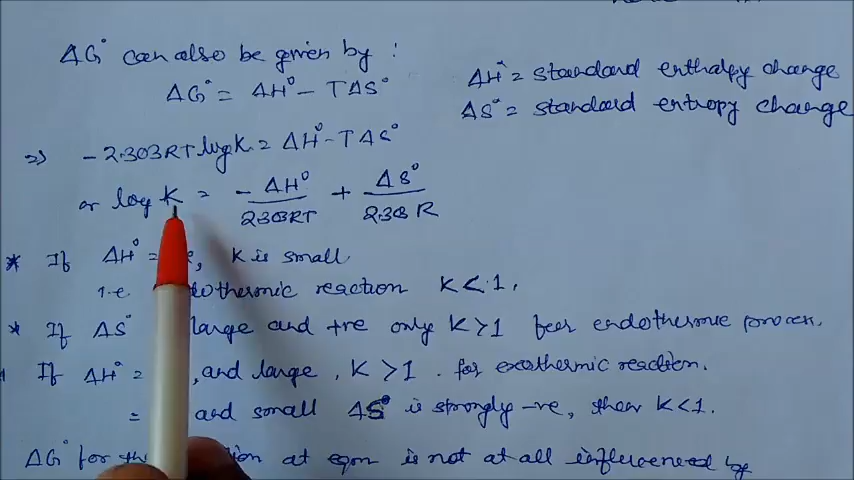 ΔG° can also be given by :
ΔG° = ΔH° - TΔS°
ΔH° = standard enthalpy change
ΔS° = standard entropy change
=> - 2.303RT log K = ΔH° - TΔS°
or log K = - ΔH°/2.303RT + ΔS°/2.303 R
* If ΔH° = , K is small
i.e. reaction K < 1.
* If ΔS° large and +ve only K > 1 for endothermic process.
If ΔH° = , and large, K > 1 . for exothermic reaction.
= and small ΔS° is strongly -ve, then K < 1.
ΔG° for at eqm is not at all influenced by